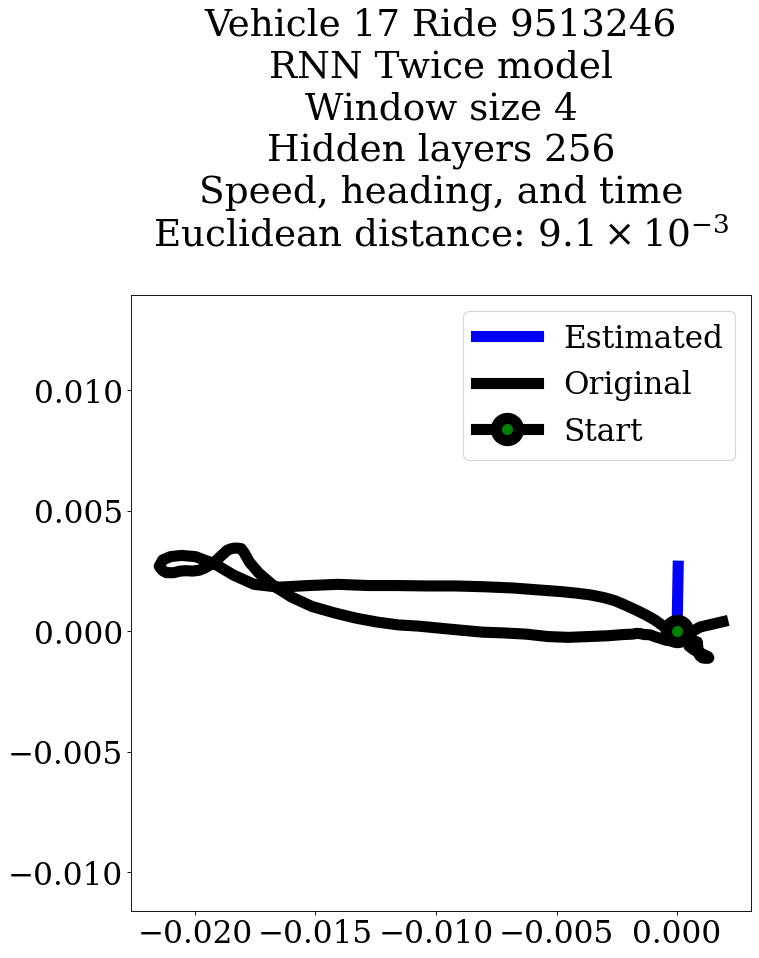 Vehicle 17 Ride 9513246
RNN Twice model
Window size 4
Hidden layers 256
Speed, heading, and time
Euclidean distance: 9.1 × 10⁻³
Estimated
Original
Start
0.010
0.005
0.000
−0.005
−0.010
−0.020 −0.015 −0.010 −0.005 0.000